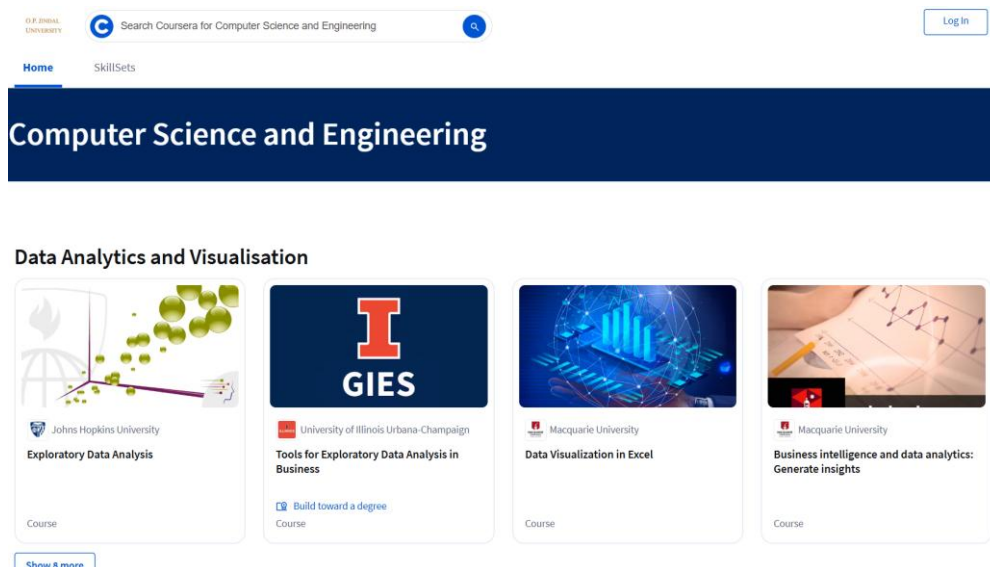 O.P. JINDAL
UNIVERSITY
C
Search Coursera for Computer Science and Engineering
Log In
Home
SkillSets
Computer Science and Engineering
Data Analytics and Visualisation
I
GIES
Johns Hopkins University
University of Illinois Urbana-Champaign
Macquarie University
Macquarie University
Exploratory Data Analysis
Tools for Exploratory Data Analysis in
Business
Data Visualization in Excel
Business intelligence and data analytics:
Generate insights
Build toward a degree
Course
Course
Course
Course
Show 8 more